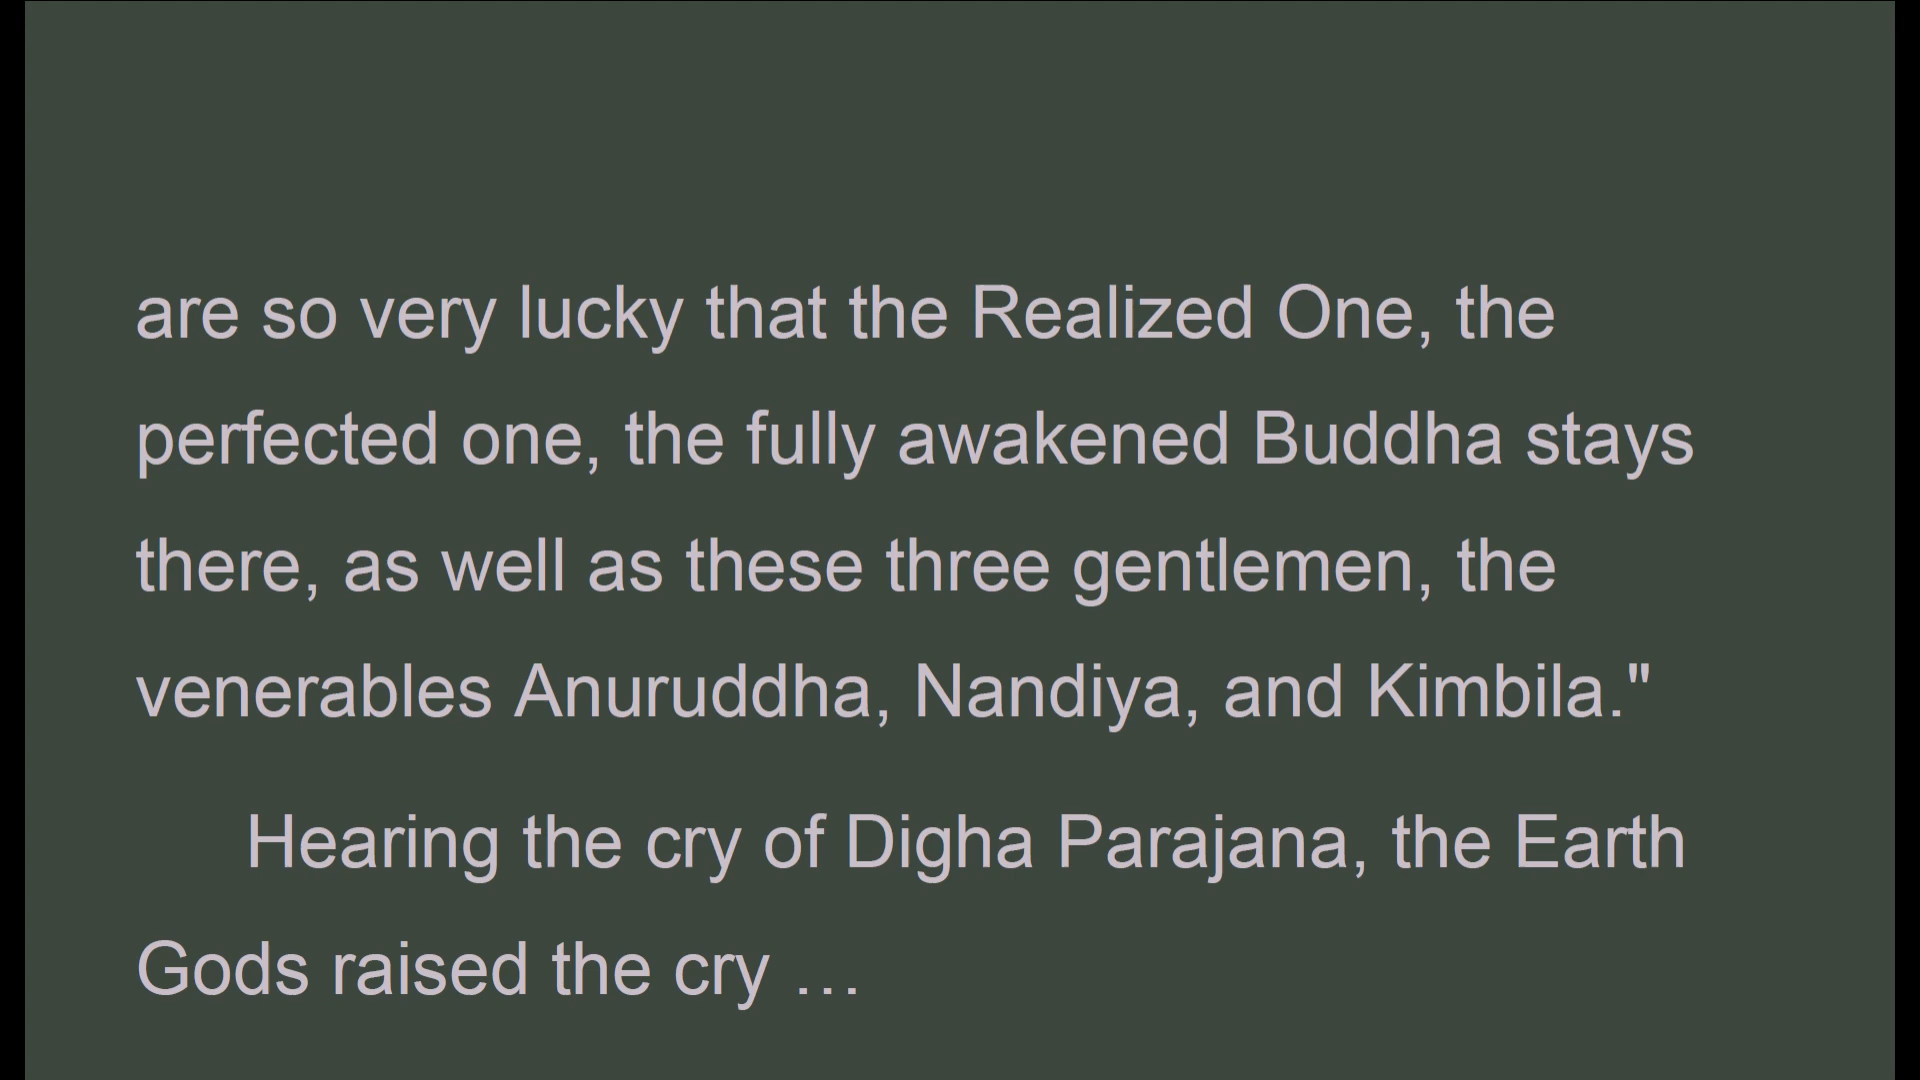 are so very lucky that the Realized One, the
perfected one, the fully awakened Buddha stays
there, as well as these three gentlemen, the
venerables Anuruddha, Nandiya, and Kimbila."
Hearing the cry of Digha Parajana, the Earth
Gods raised the cry …